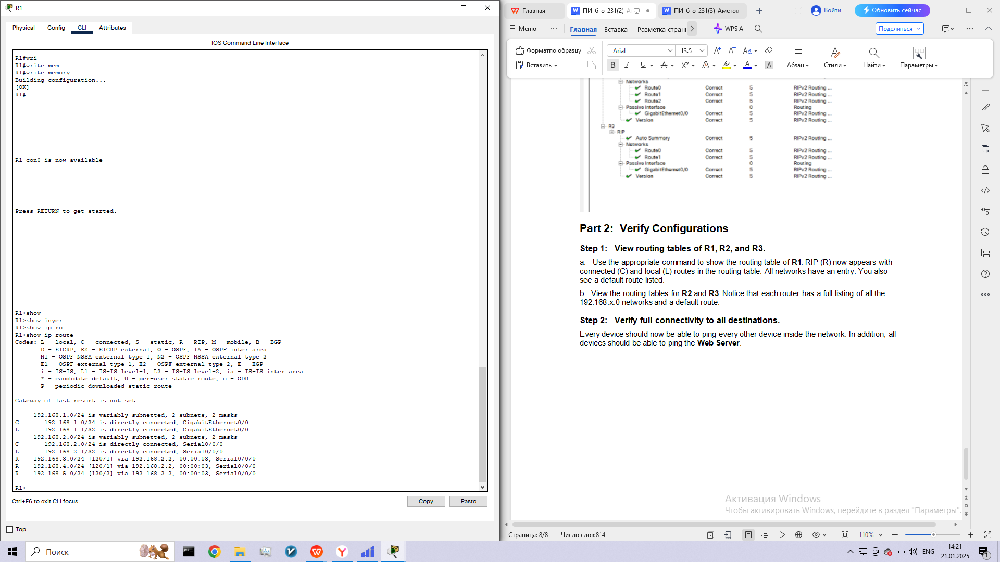 R1
Physical Config CLI Attributes
IOS Command Line Interface
R1#wri
R1#write mem
R1#write memory
Building configuration...
[OK]
R1#
R1 con0 is now available
Press RETURN to get started.
R1>show
R1>show inyer
R1>show ip ro
R1>show ip route
Codes: L - local, C - connected, S - static, R - RIP, M - mobile, B - BGP
D - EIGRP, EX - EIGRP external, O - OSPF, IA - OSPF inter area
N1 - OSPF NSSA external type 1, N2 - OSPF NSSA external type 2
E1 - OSPF external type 1, E2 - OSPF external type 2, E - EGP
i - IS-IS, L1 - IS-IS level-1, L2 - IS-IS level-2, ia - IS-IS inter area
* - candidate default, U - per-user static route, o - ODR
P - periodic downloaded static route
Gateway of last resort is not set
192.168.1.0/24 is variably subnetted, 2 subnets, 2 masks
C 192.168.1.0/24 is directly connected, GigabitEthernet0/0
L 192.168.1.1/32 is directly connected, GigabitEthernet0/0
192.168.2.0/24 is variably subnetted, 2 subnets, 2 masks
C 192.168.2.0/24 is directly connected, Serial0/0/0
L 192.168.2.1/32 is directly connected, Serial0/0/0
R 192.168.3.0/24 [120/1] via 192.168.2.2, 00:00:03, Serial0/0/0
R 192.168.4.0/24 [120/1] via 192.168.2.2, 00:00:03, Serial0/0/0
R 192.168.5.0/24 [120/2] via 192.168.2.2, 00:00:03, Serial0/0/0
R1>
Ctrl+F6 to exit CLI focus
Copy Paste
Top
Главная ПИ-б-о-231(2)_А ПИ-б-о-231(3)_Аметов_ Войти Обновить сейчас
Меню Главная Вставка Разметка страни WPS AI Поделиться
Формат по образцу Arial 13.5
Вставить Абзац Стили Найти Параметры
Networks
Route0 Correct 5 RIPv2 Routing ...
Route1 Correct 5 RIPv2 Routing ...
Route2 Correct 5 RIPv2 Routing ...
Passive Interface 0 Routing
GigabitEthernet0/0 Correct 5 RIPv2 Routing ...
Version Correct 5 RIPv2 Routing ...
R3
RIP
Auto Summary Correct 5 RIPv2 Routing ...
Networks
Route0 Correct 5 RIPv2 Routing ...
Route1 Correct 5 RIPv2 Routing ...
Passive Interface 0 Routing
GigabitEthernet0/0 Correct 5 RIPv2 Routing ...
Version Correct 5 RIPv2 Routing ...
Part 2: Verify Configurations
Step 1: View routing tables of R1, R2, and R3.
a. Use the appropriate command to show the routing table of R1. RIP (R) now appears with
connected (C) and local (L) routes in the routing table. All networks have an entry. You also
see a default route listed.
b. View the routing tables for R2 and R3. Notice that each router has a full listing of all the
192.168.x.0 networks and a default route.
Step 2: Verify full connectivity to all destinations.
Every device should now be able to ping every other device inside the network. In addition, all
devices should be able to ping the Web Server.
Активация Windows
Чтобы активировать Windows, перейдите в раздел "Параметры".
Страница: 8/8 Число слов:814 110%
Поиск
ENG 14:21
21.01.2025
1